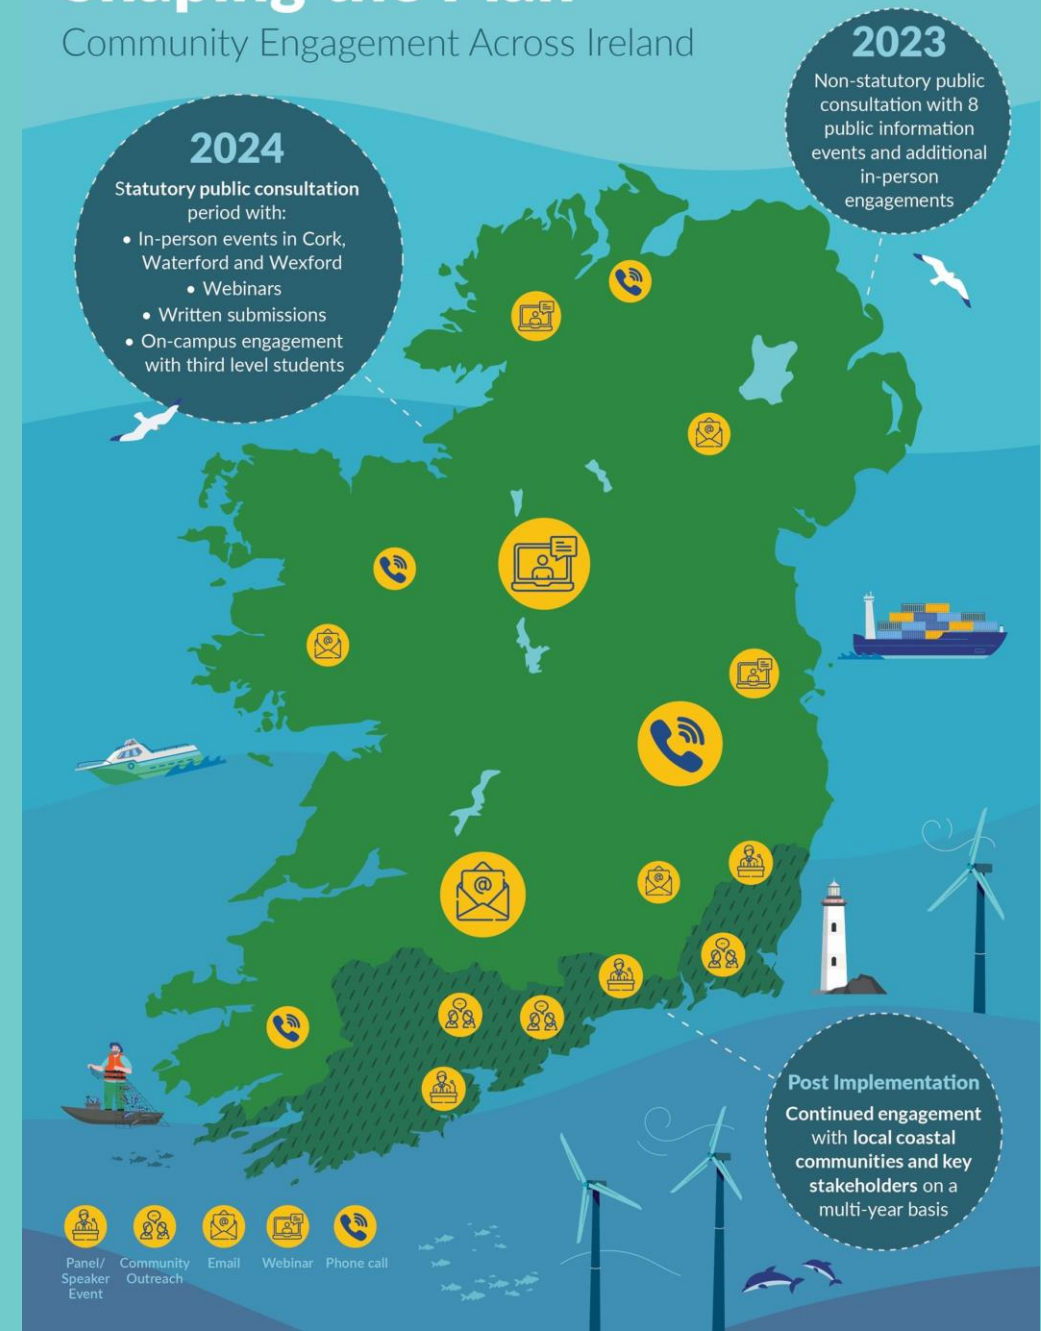 Community Engagement Across Ireland
2023
Non-statutory public
consultation with 8
public information
events and additional
in-person
engagements
2024
Statutory public consultation
period with:
• In-person events in Cork,
Waterford and Wexford
• Webinars
• Written submissions
• On-campus engagement
with third level students
Post Implementation
Continued engagement
with local coastal
communities and key
stakeholders on a
multi-year basis
Panel/
Speaker
Event
Community
Outreach
Email
Webinar
Phone call